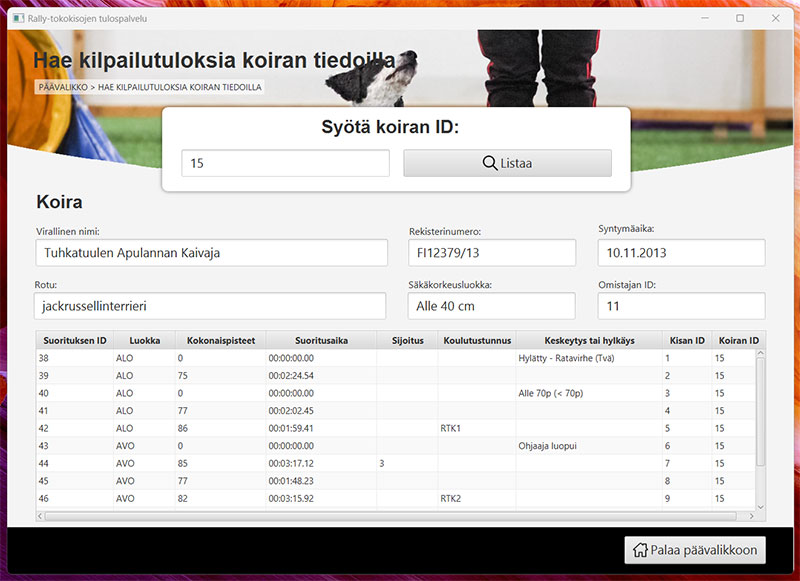 Rally-tokokisojen tulospalvelu
Hae kilpailutuloksia koiran tiedoilla
PÄÄVALIKKO > HAE KILPAILUTULOKSIA KOIRAN TIEDOILLA
Syötä koiran ID:
15 Listaa
Koira
Virallinen nimi: Rekisterinumero: Syntymäaika:
Tuhkatuulen Apulannan Kaivaja FI12379/13 10.11.2013
Rotu: Säkäkorkeusluokka: Omistajan ID:
jackrussellinterrieri Alle 40 cm 11
Suorituksen ID Luokka Kokonaispisteet Suoritusaika Sijoitus Koulutustunnus Keskeytys tai hylkäys Kisan ID Koiran ID
38 ALO 0 00:00:00.00 Hylätty - Ratavirhe (Tvä) 1 15
39 ALO 75 00:02:24.54 2 15
40 ALO 0 00:00:00.00 Alle 70p (< 70p) 3 15
41 ALO 77 00:02:02.45 4 15
42 ALO 86 00:01:59.41 RTK1 5 15
43 AVO 0 00:00:00.00 Ohjaaja luopui 6 15
44 AVO 85 00:03:17.12 3 7 15
45 AVO 77 00:01:48.23 8 15
46 AVO 82 00:03:15.92 RTK2 9 15
Palaa päävalikkoon